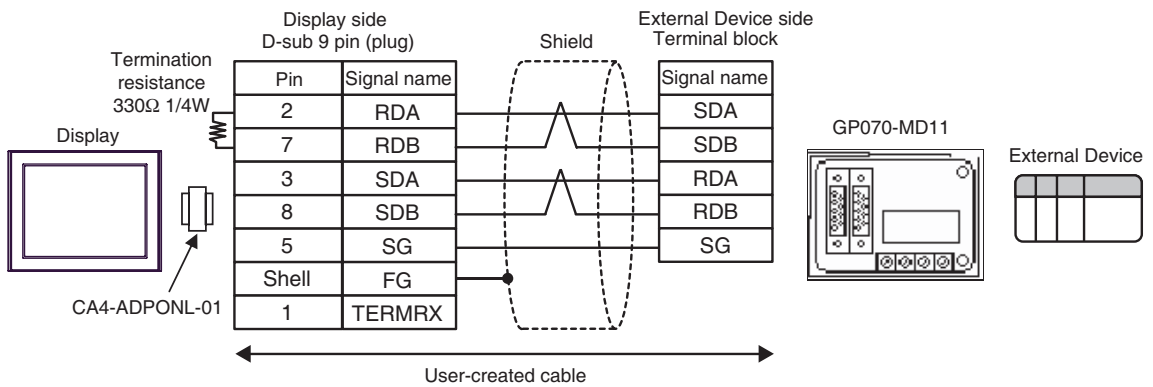 Display side
D-sub 9 pin (plug)
Shield
External Device side
Terminal block
Termination
resistance
330Ω 1/4W
Pin Signal name
2 RDA
7 RDB
3 SDA
8 SDB
5 SG
Shell FG
1 TERMRX
Signal name
SDA
SDB
RDA
RDB
SG
Display
CA4-ADPONL-01
GP070-MD11
External Device
User-created cable